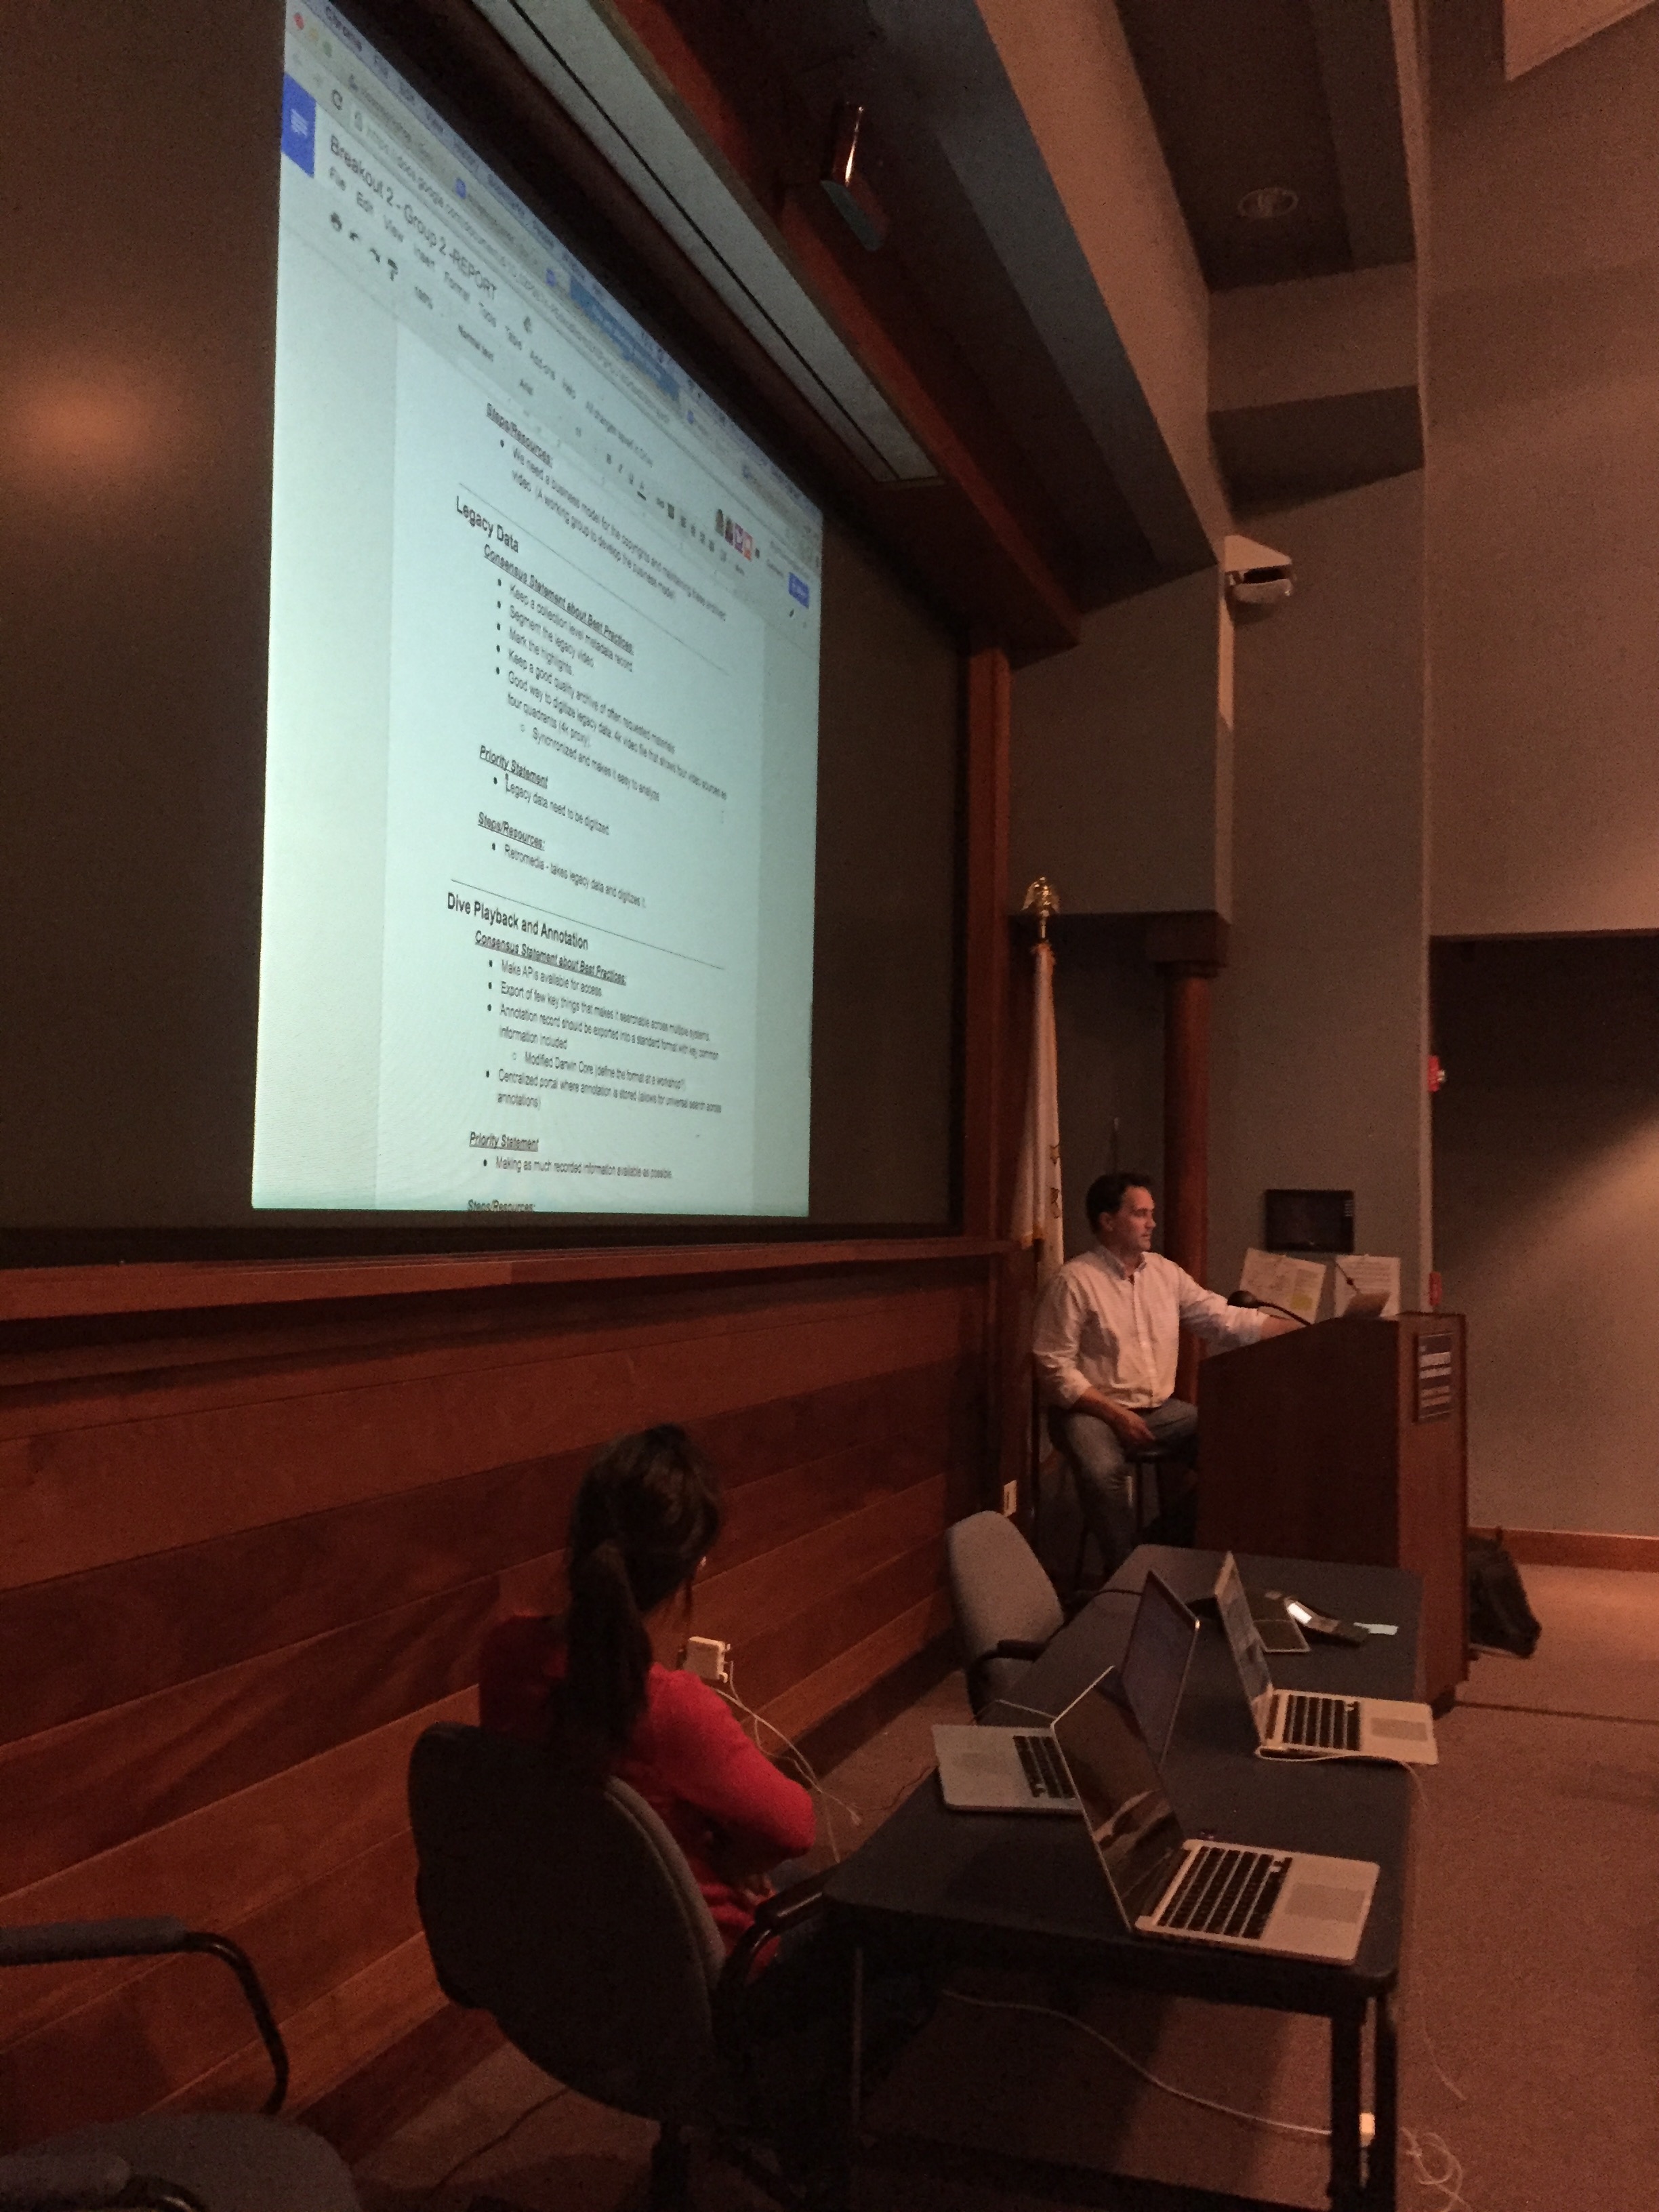 Chrome
Breakout 2 - Group 2 -REPORT
File Edit View Insert Format Tools Table Add-ons Help All changes saved in Drive
100% Normal text Arial
Steps/Resources:
We need a business model for the copyrights and maintaining these archived
video. (A working group to develop the business model)
Legacy Data
Consensus Statement about Best Practices:
Keep a collection level metadata record.
Segment the legacy video.
Mark the highlights.
Keep a good quality archive of often requested materials
Good way to digitize legacy data: 4k video file that allows four video sources as
four quadrants (4k proxy).
Synchronized and makes it easy to analyze
Priority Statement
Legacy data need to be digitized
Steps/Resources:
Retromedia - takes legacy data and digitizes it.
Dive Playback and Annotation
Consensus Statement about Best Practices:
Make APIs available for access
Export of few key things that makes it searchable across multiple systems.
Annotation record should be exported into a standard format with key common
information included
Modified Darwin Core (define the format at a workshop!)
Centralized portal where annotation is stored (allows for universal search across
annotations)
Priority Statement
Making as much recorded information available as possible.
Steps/Resources: